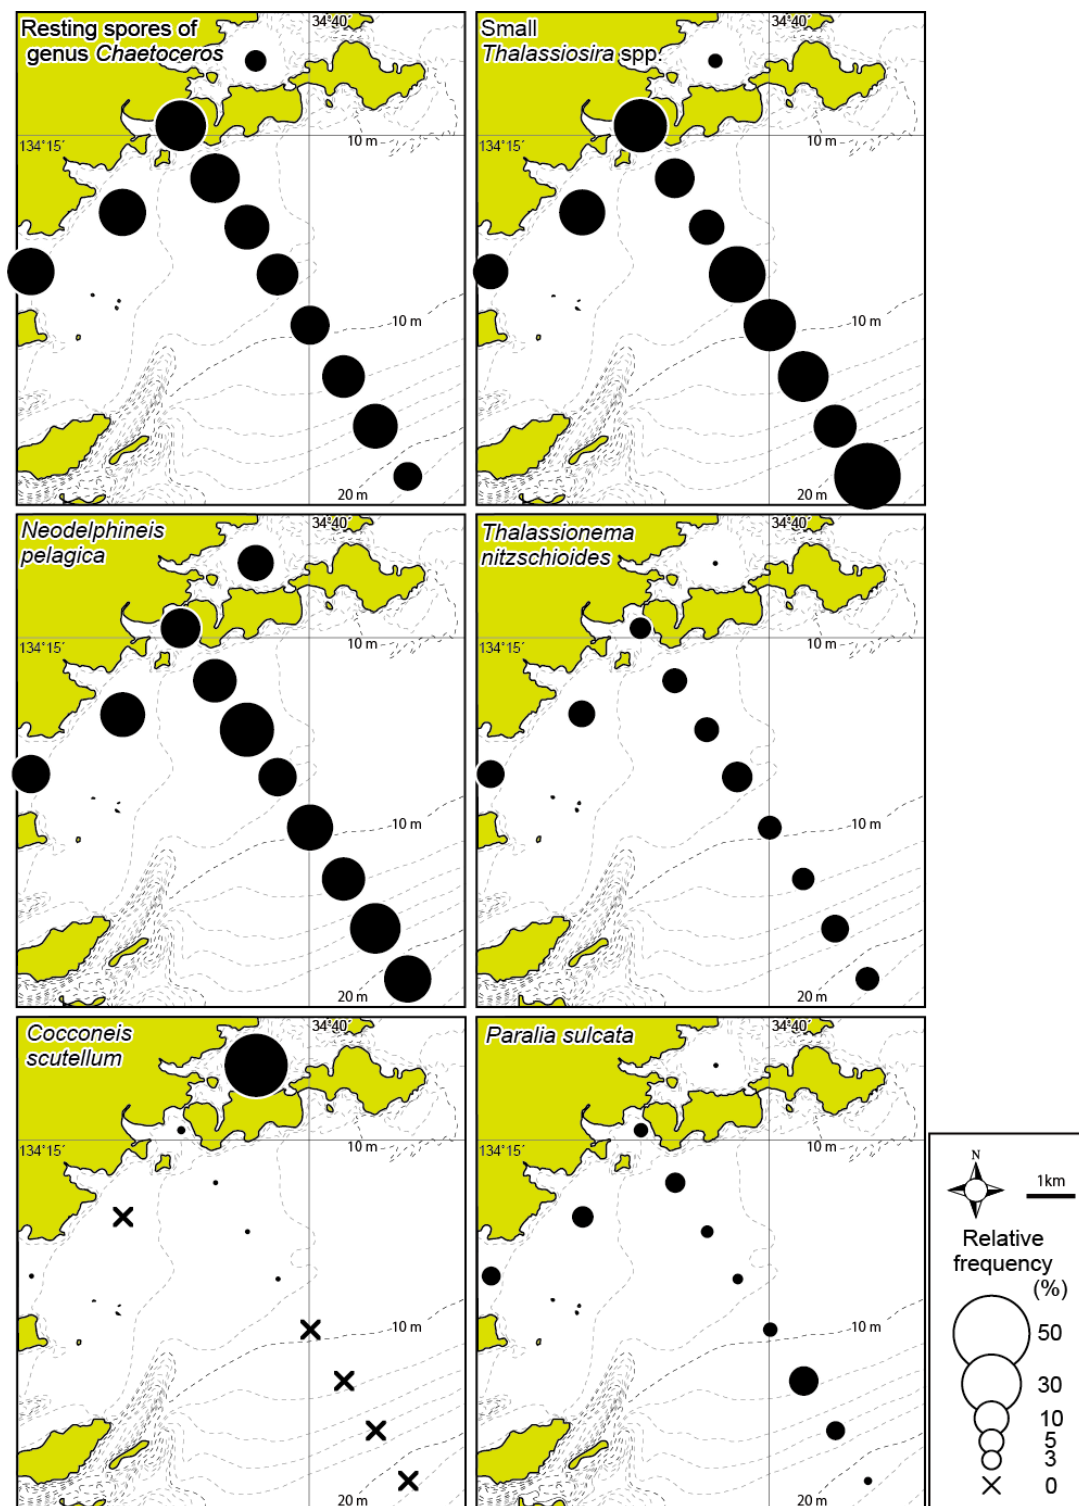 Resting spores of
genus Chaetoceros
34°40′
134°15′
10 m
10 m
20 m
Small
Thalassiosira spp.
34°40′
134°15′
10 m
10 m
20 m
Neodelphineis
pelagica
34°40′
134°15′
10 m
10 m
20 m
Thalassionema
nitzschioides
34°40′
134°15′
10 m
10 m
20 m
Cocconeis
scutellum
34°40′
134°15′
10 m
10 m
20 m
Paralia sulcata
34°40′
134°15′
10 m
10 m
20 m
N
1km
Relative
frequency
(%)
50
30
10
5
3
0